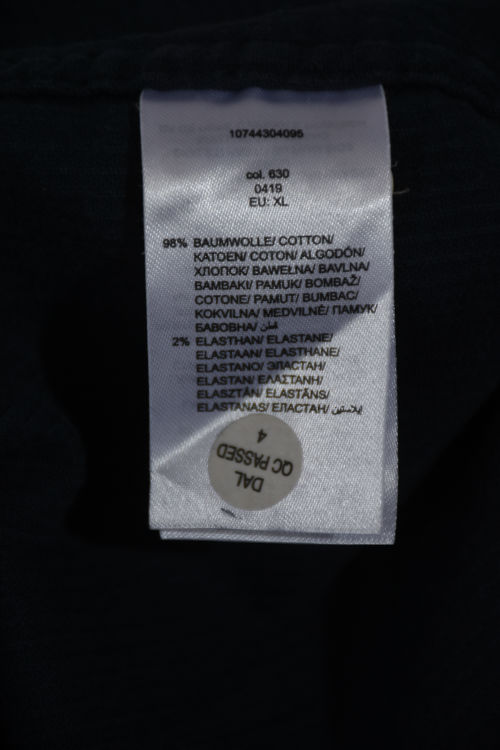 10744304095
col. 630
0419
EU: XL
98% BAUMWOLLE/ COTTON/
KATOEN/ COTON/ ALGODÓN/
ХЛОПОК/ BAWEŁNA/ BAVLNA/
BAMBAKI/ PAMUK/ BOMBAŽ/
COTONE/ PAMUT/ BUMBAC/
KOKVILNA/ MEDVILNĖ/ ПАМУК/
БАВОВНА/ قطن
2% ELASTHAN/ ELASTANE/
ELASTAAN/ ELASTHANE/
ELASTANO/ ЭЛАСТАН/
ELASTAN/ ΕΛΑΣΤΑΝΗ/
ELASZTÁN/ ELASTĀNS/
ELASTANAS/ ЕЛАСТАН/ إيلاستين
DAL
QC PASSED
4